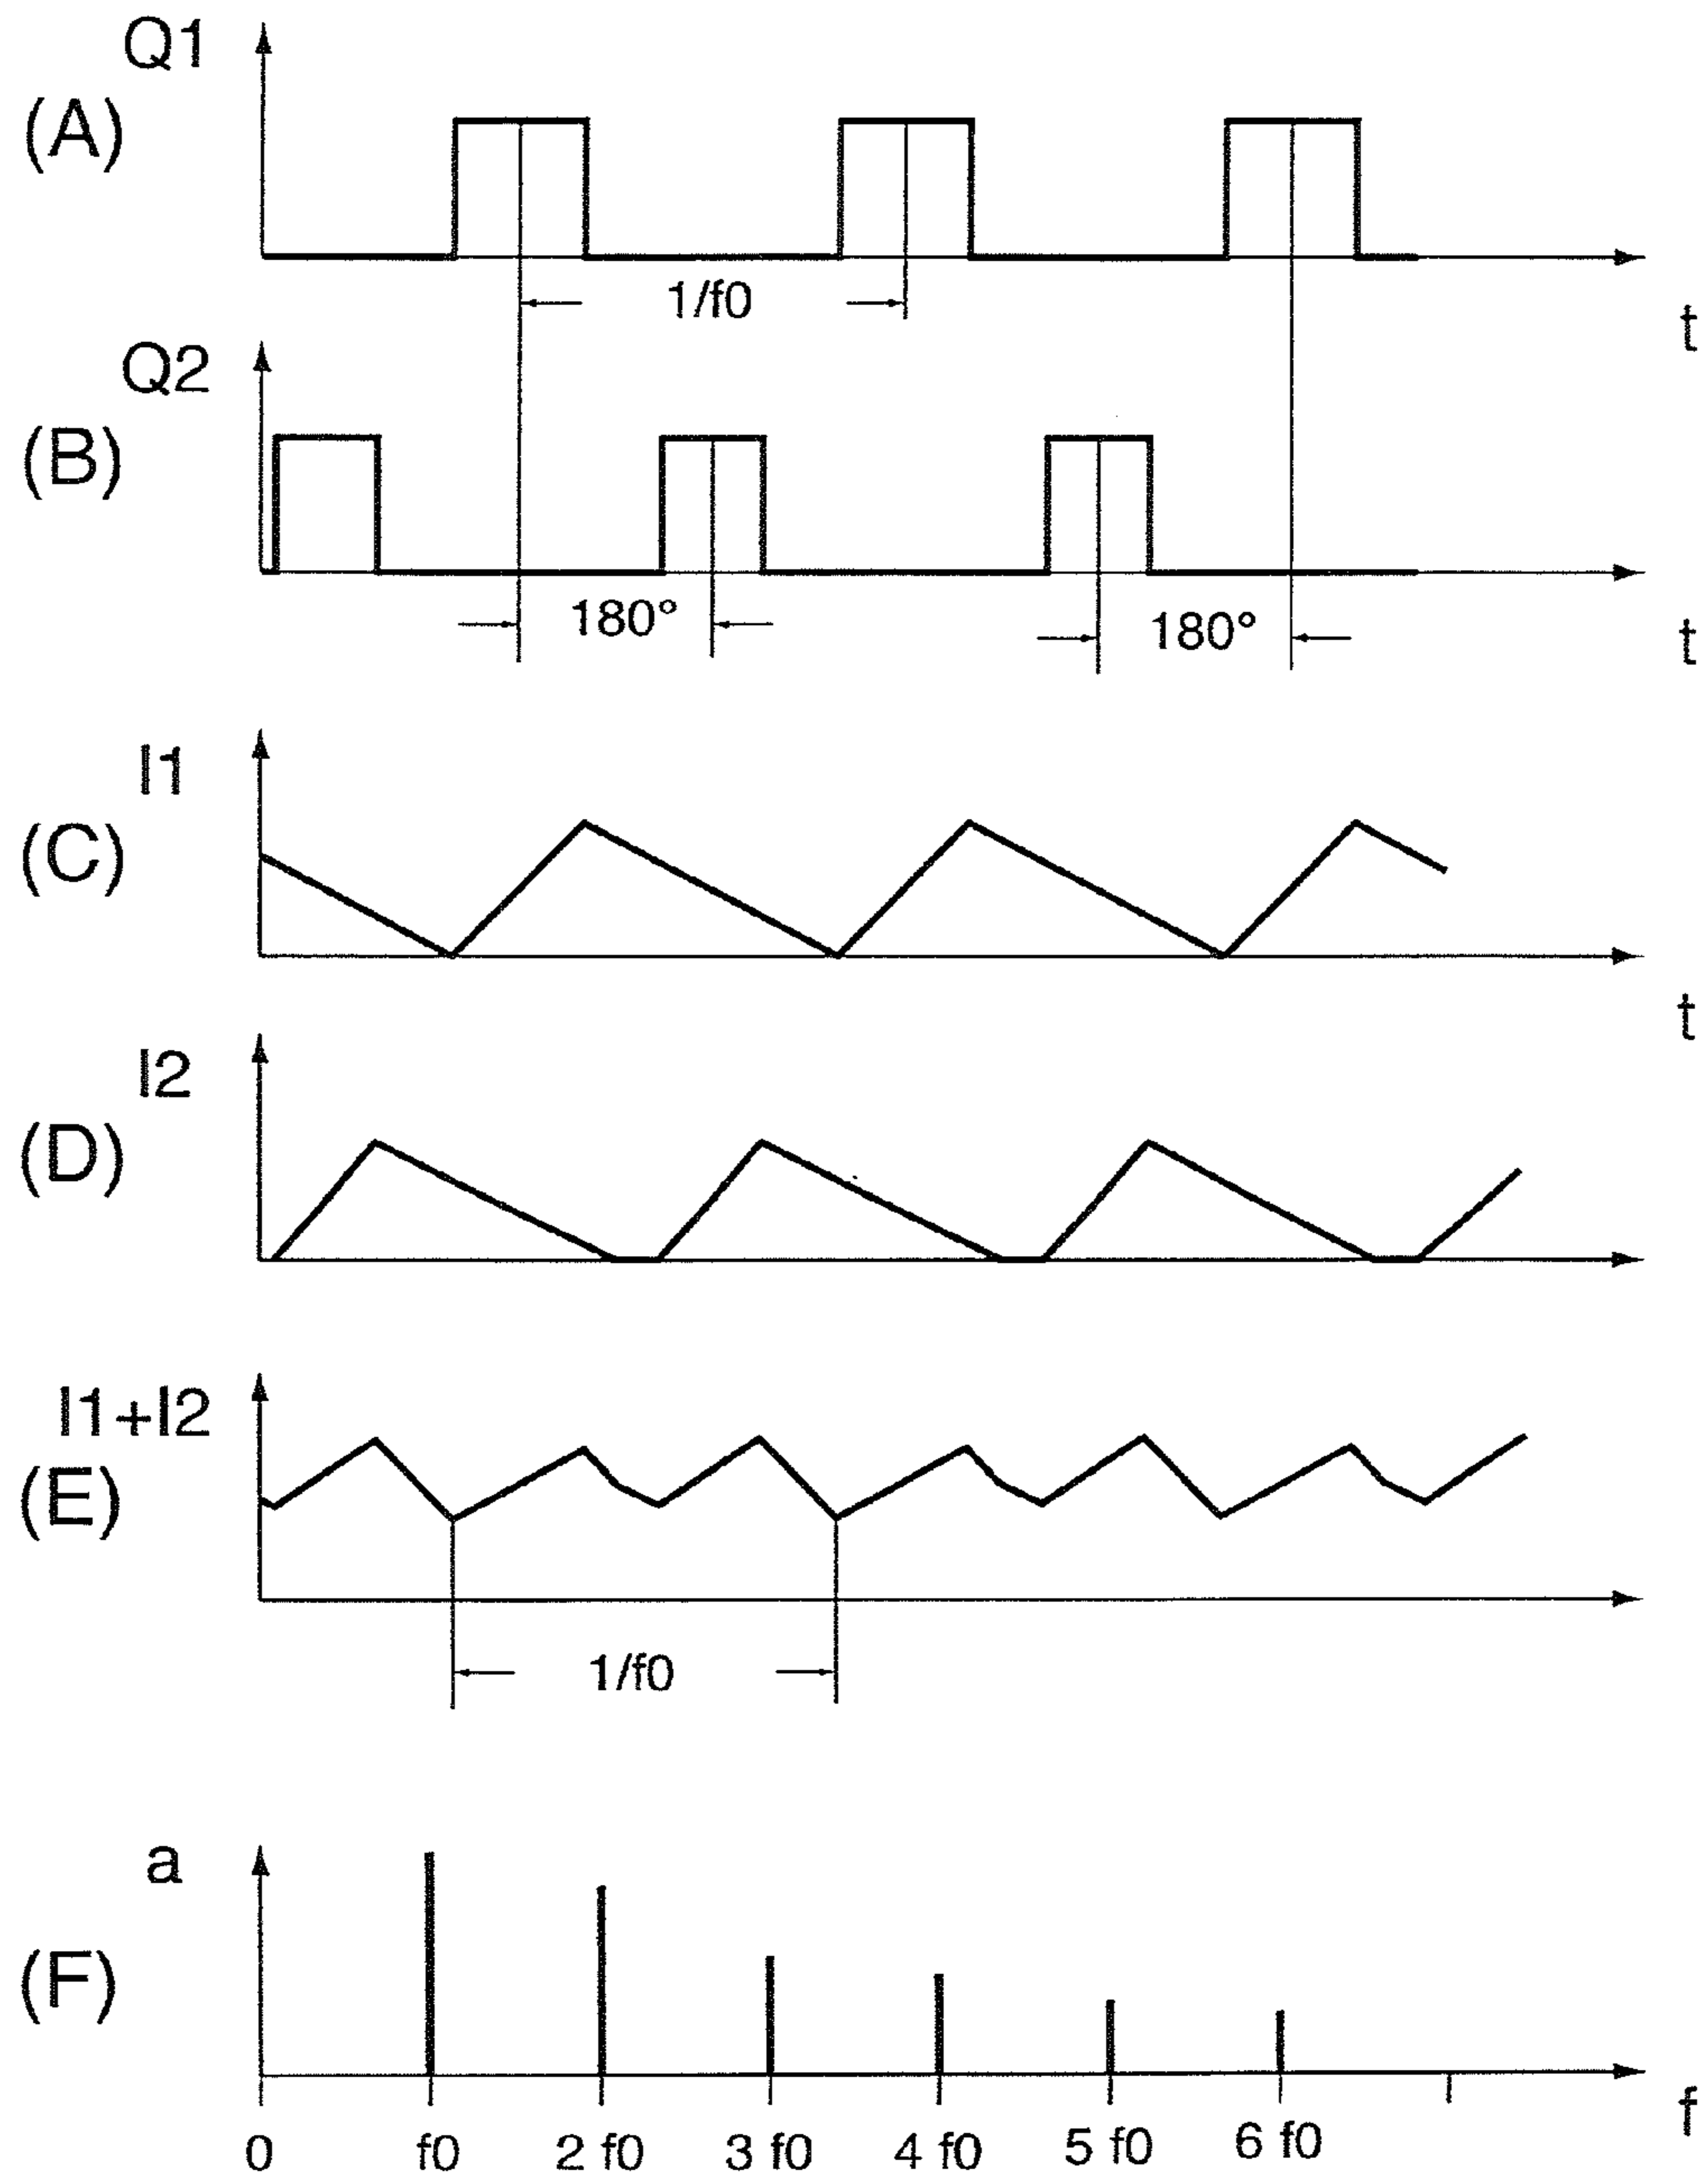 Q1
(A)
1/f0
t
Q2
(B)
180°
180°
t
I1
(C)
t
I2
(D)
I1+I2
(E)
1/f0
a
(F)
0 f0 2 f0 3 f0 4 f0 5 f0 6 f0
f